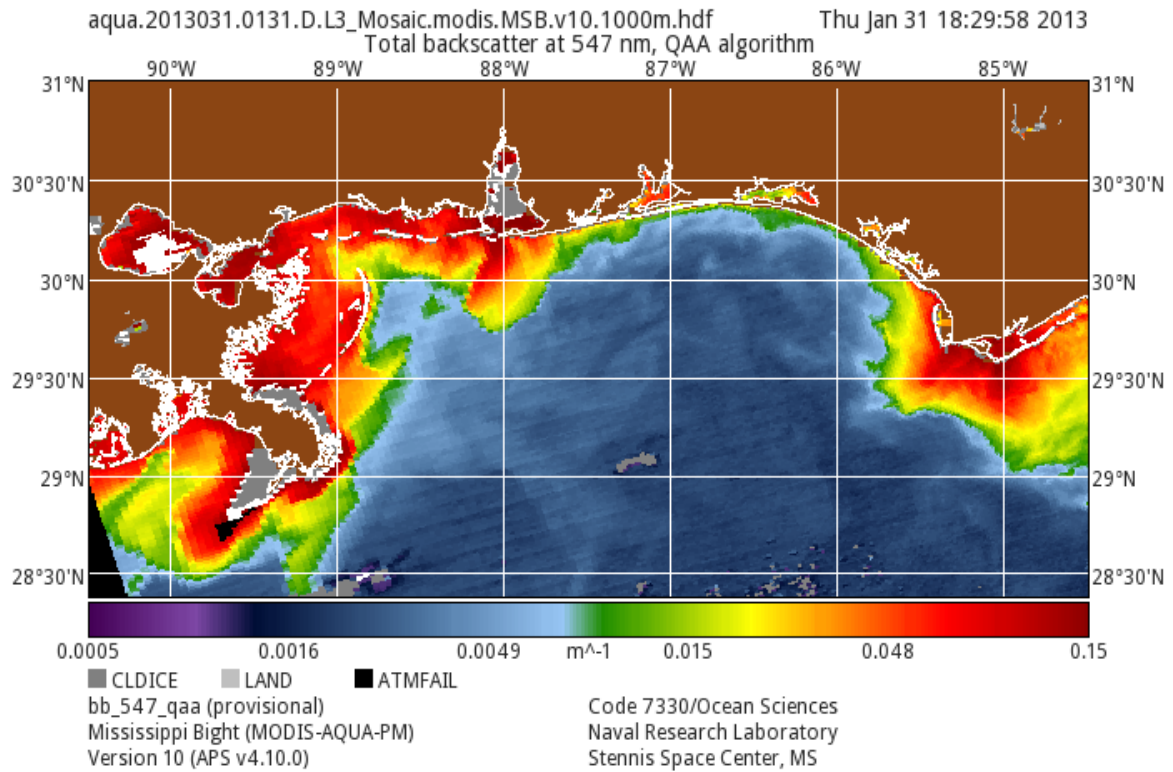 aqua.2013031.0131.D.L3_Mosaic.modis.MSB.v10.1000m.hdf Thu Jan 31 18:29:58 2013
Total backscatter at 547 nm, QAA algorithm
90°W 89°W 88°W 87°W 86°W 85°W
31°N 31°N
30°30'N 30°30'N
30°N 30°N
29°30'N 29°30'N
29°N 29°N
28°30'N 28°30'N
0.0005 0.0016 0.0049 m^-1 0.015 0.048 0.15
CLDICE LAND ATMFAIL
bb_547_qaa (provisional) Code 7330/Ocean Sciences
Mississippi Bight (MODIS-AQUA-PM) Naval Research Laboratory
Version 10 (APS v4.10.0) Stennis Space Center, MS